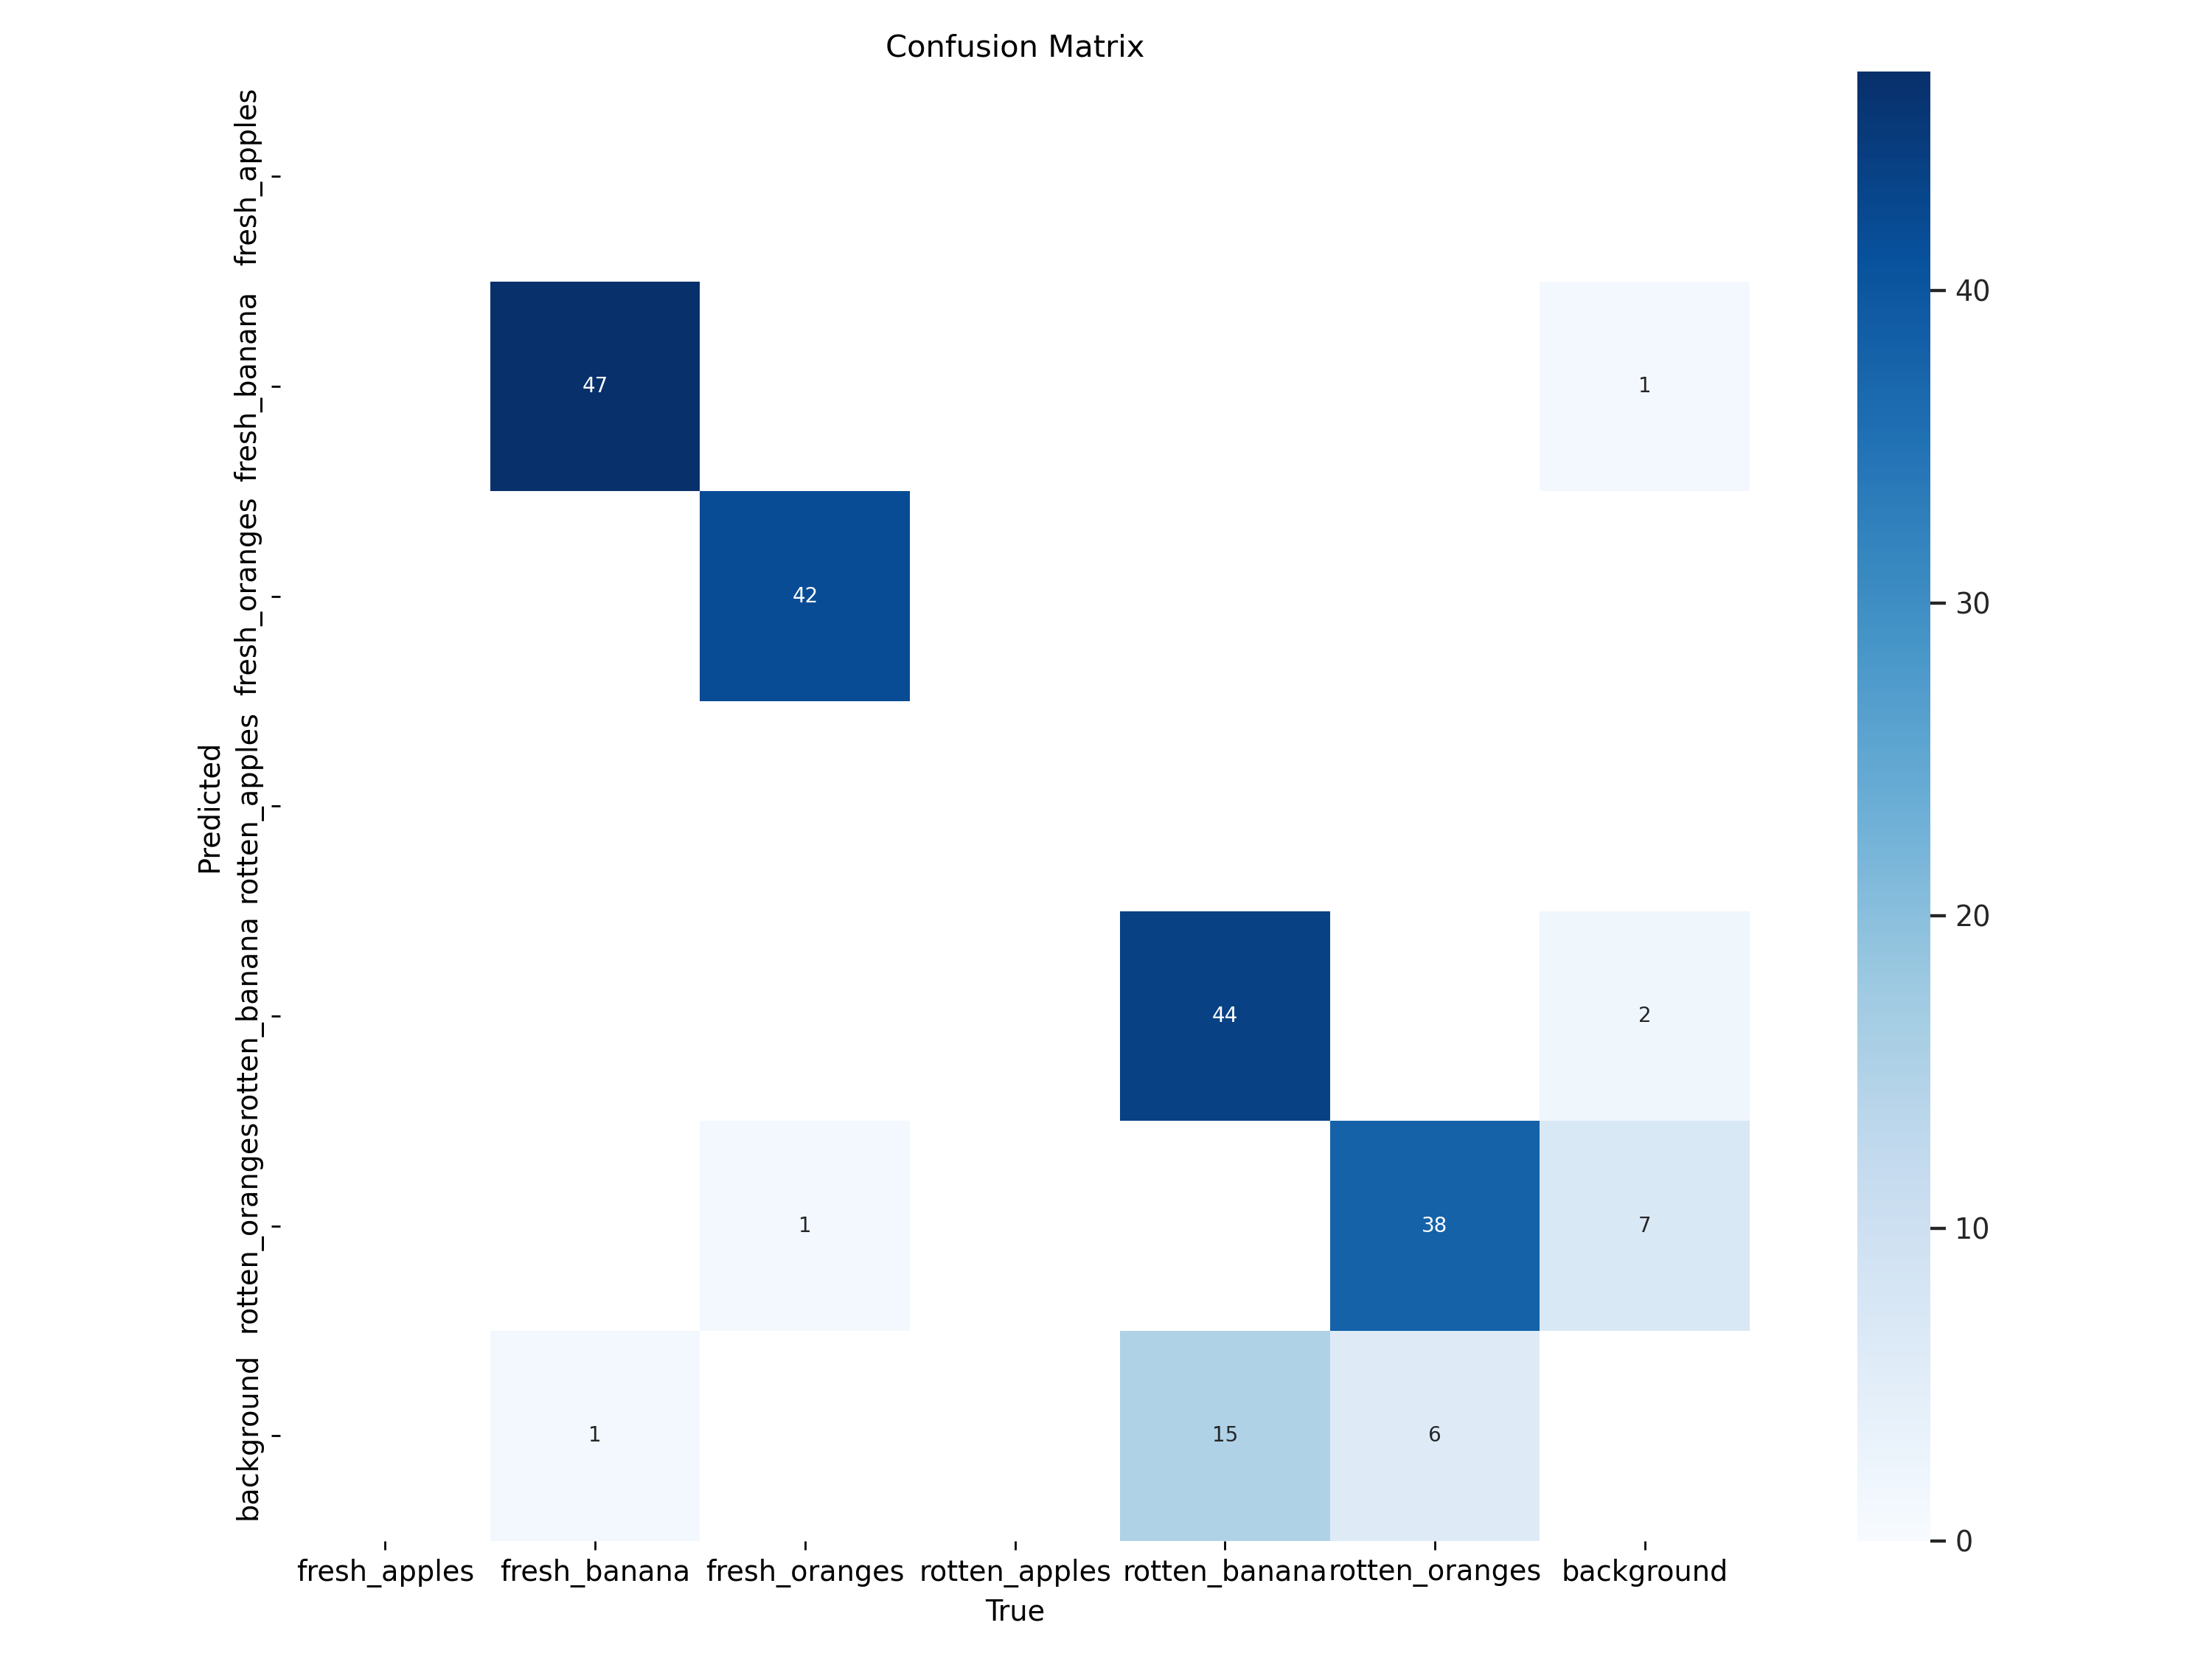 Confusion Matrix
fresh_apples
fresh_banana
47
1
40
fresh_oranges
42
30
Predicted
rotten_apples
20
rotten_banana
44
2
rotten_oranges
1
38
7
10
background
1
15
6
0
fresh_apples fresh_banana fresh_oranges rotten_apples rotten_banana rotten_oranges background
True